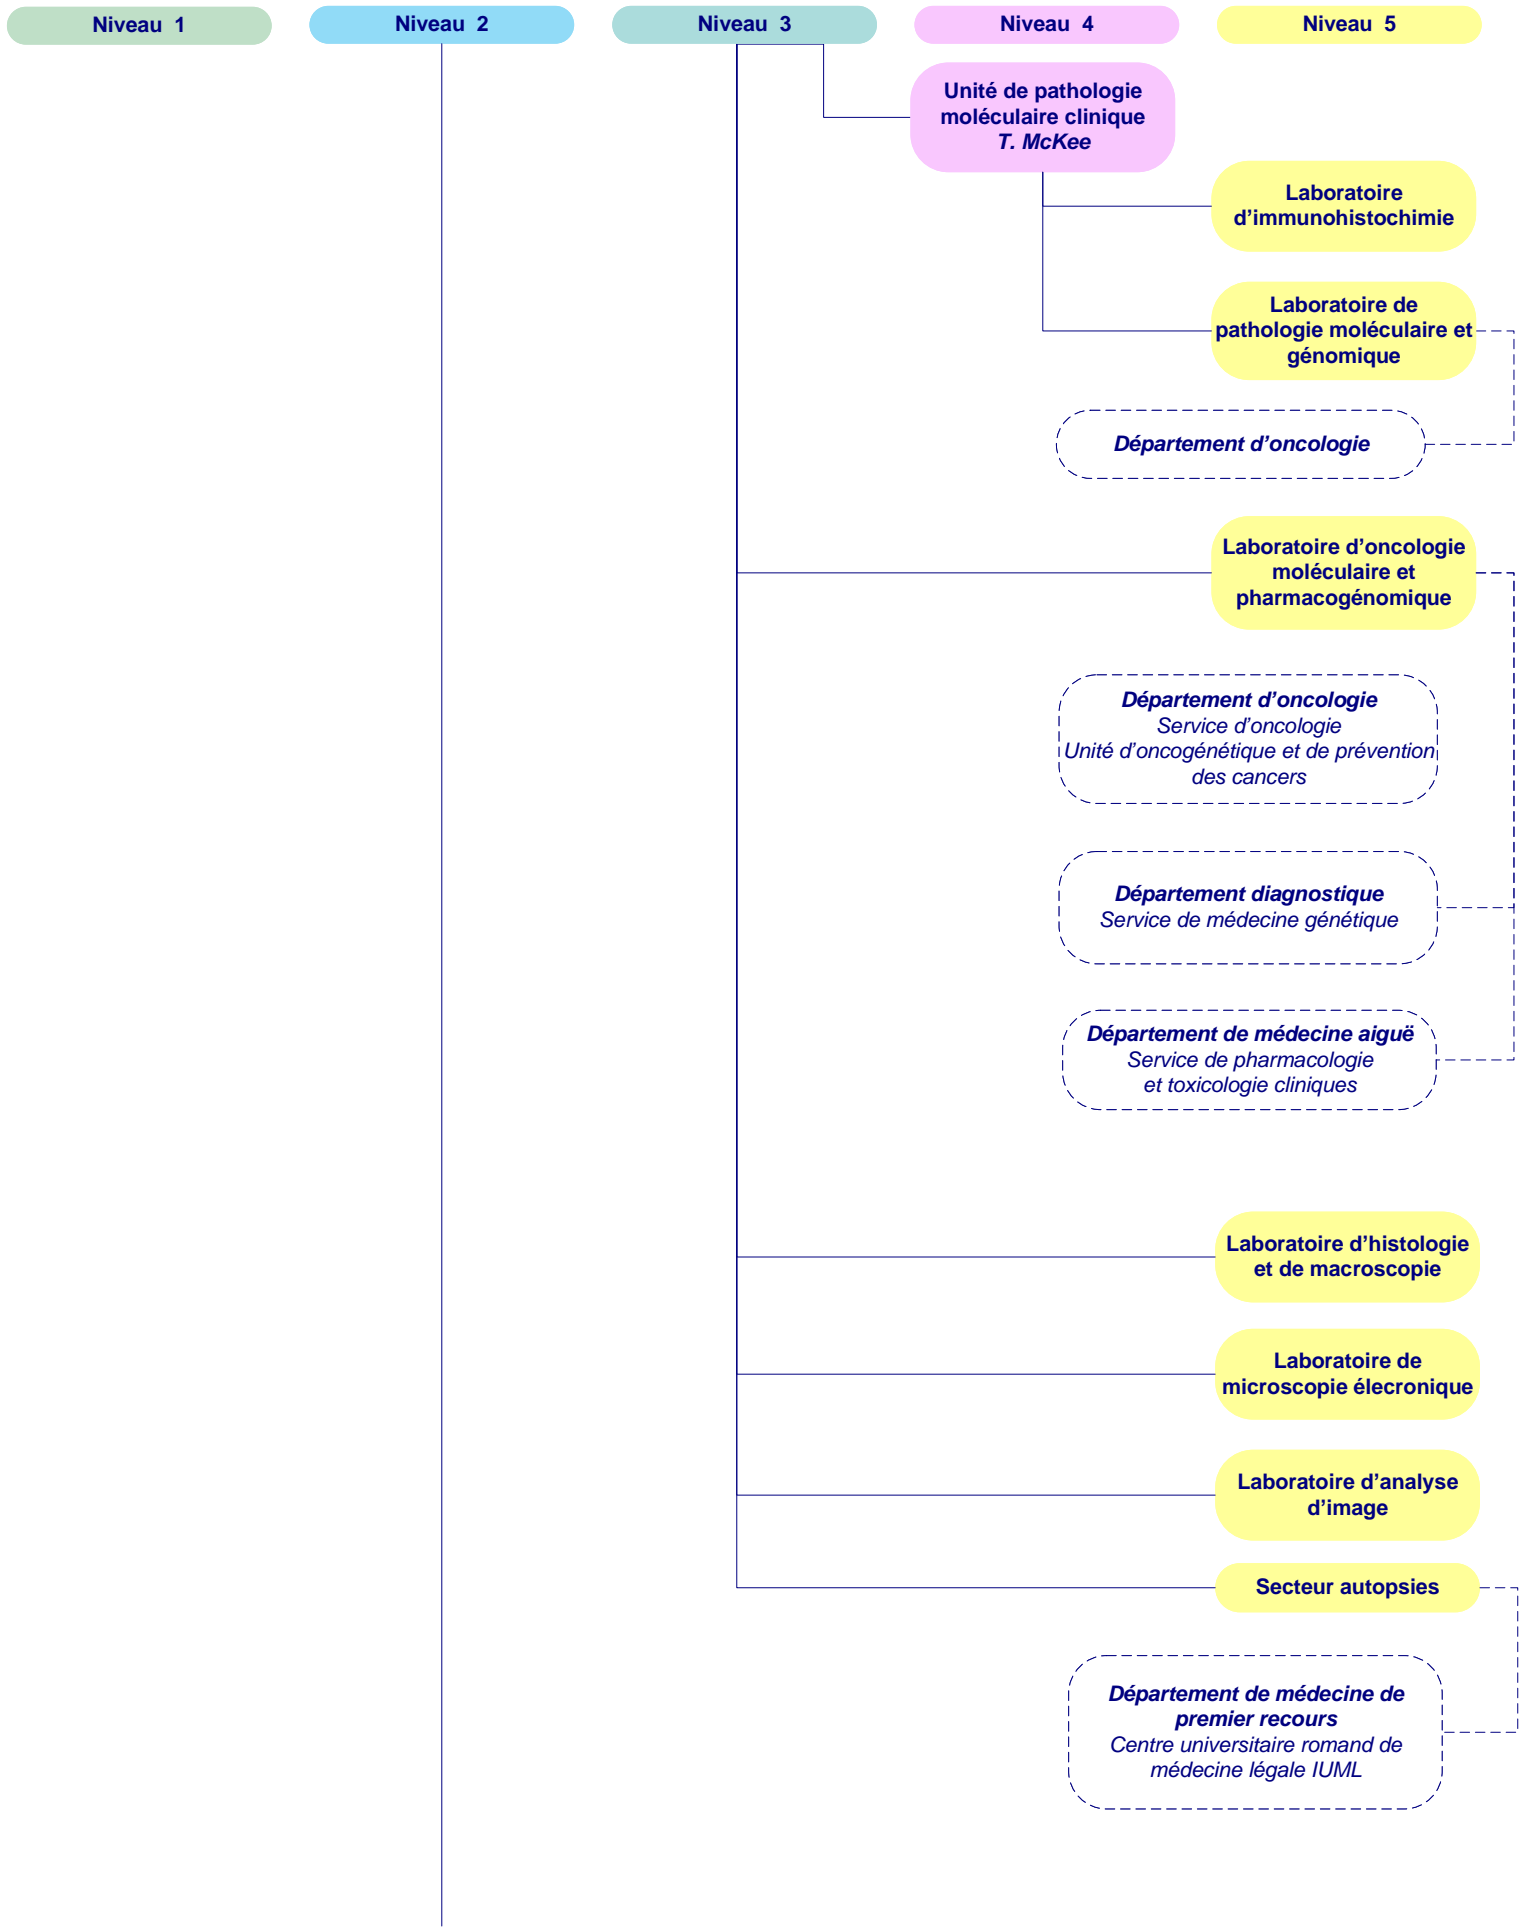 Niveau 1
Niveau 2
Niveau 3
Niveau 4
Niveau 5
Unité de pathologie
moléculaire clinique
T. McKee
Laboratoire
d’immunohistochimie
Laboratoire de
pathologie moléculaire et
génomique
Département d’oncologie
Laboratoire d’oncologie
moléculaire et
pharmacogénomique
Département d’oncologie
Service d’oncologie
Unité d’oncogénétique et de prévention
des cancers
Département diagnostique
Service de médecine génétique
Département de médecine aiguë
Service de pharmacologie
et toxicologie cliniques
Laboratoire d’histologie
et de macroscopie
Laboratoire de
microscopie élecronique
Laboratoire d’analyse
d’image
Secteur autopsies
Département de médecine de
premier recours
Centre universitaire romand de
médecine légale IUML